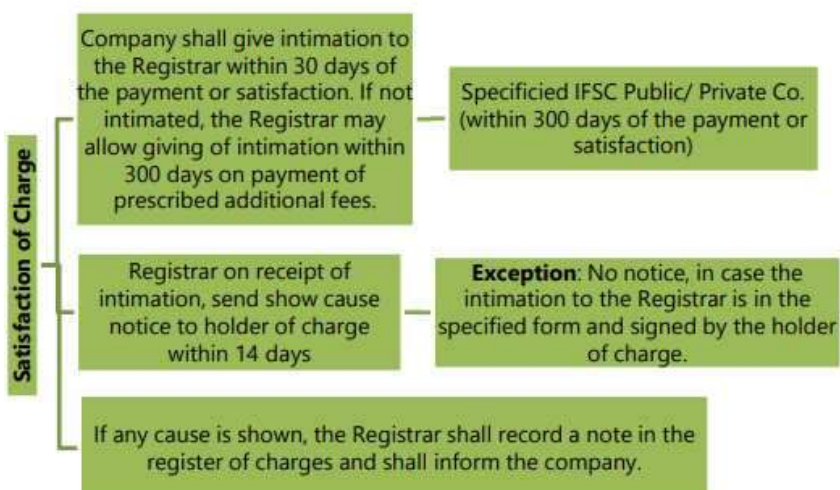 Satisfaction of Charge
Company shall give intimation to
the Registrar within 30 days of
the payment or satisfaction. If not
intimated, the Registrar may
allow giving of intimation within
300 days on payment of
prescribed additional fees.
Specificied IFSC Public/ Private Co.
(within 300 days of the payment or
satisfaction)
Registrar on receipt of
intimation, send show cause
notice to holder of charge
within 14 days
Exception: No notice, in case the
intimation to the Registrar is in the
specified form and signed by the holder
of charge.
If any cause is shown, the Registrar shall record a note in the
register of charges and shall inform the company.